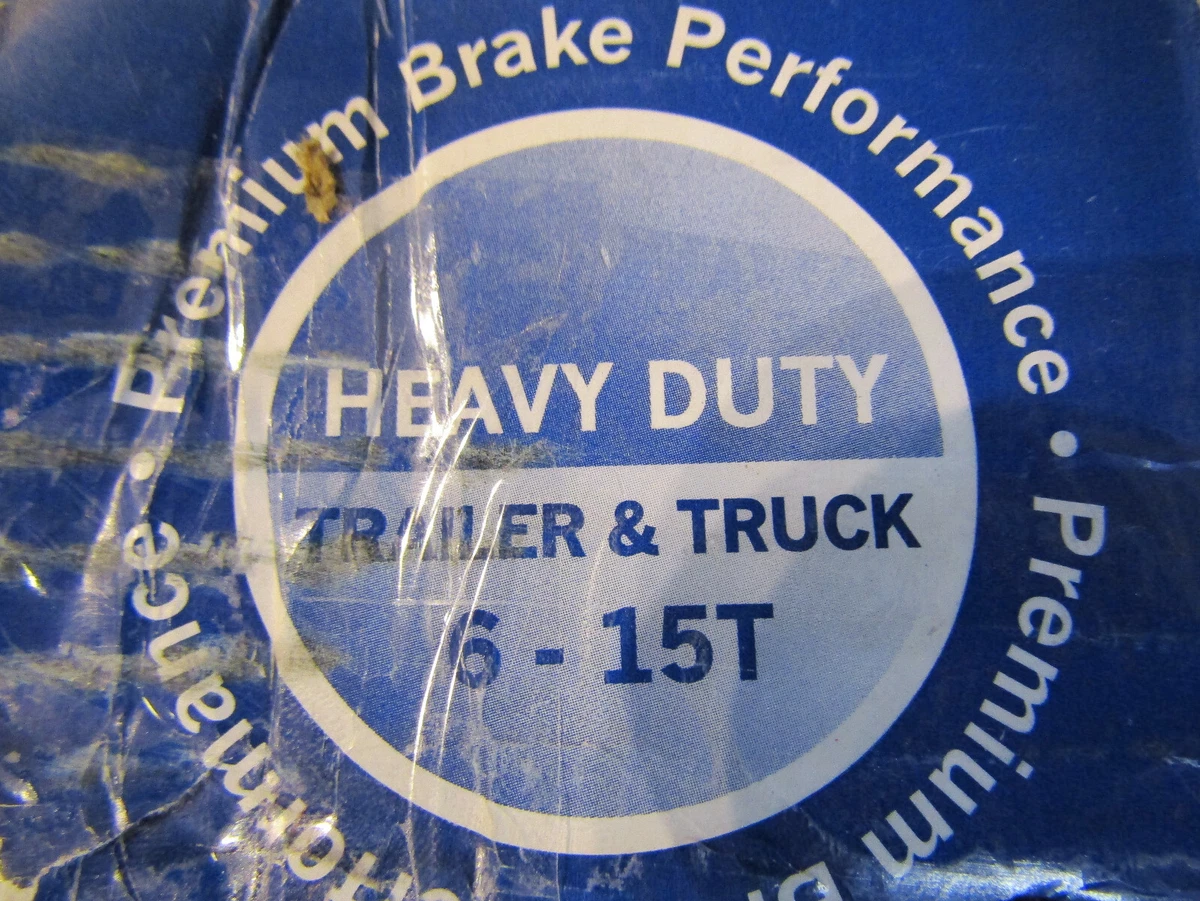 Premium Brake Performance • Premium
HEAVY DUTY
TRAILER & TRUCK
6 - 15T